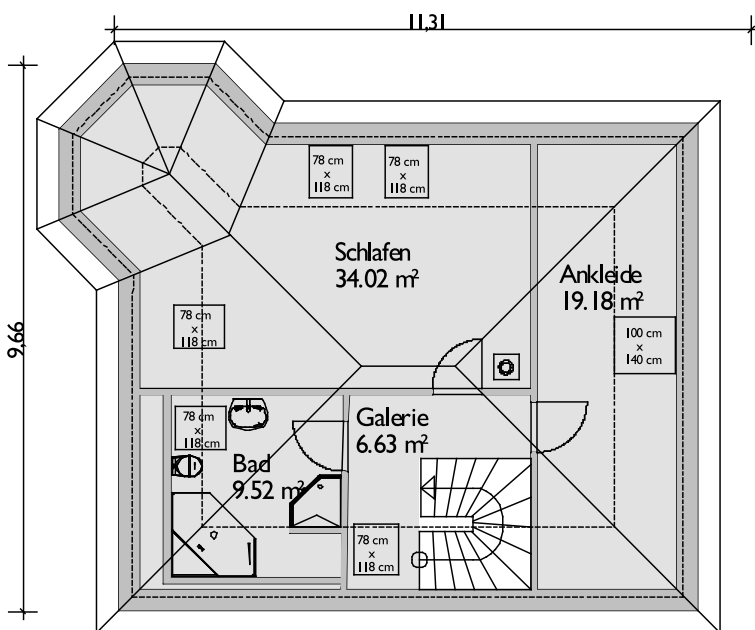 11,31
78 cm
x
118 cm
78 cm
x
118 cm
Schlafen
34.02 m²
Ankleide
19.18 m²
9,66
78 cm
x
118 cm
100 cm
x
140 cm
78 cm
x
118 cm
Galerie
6.63 m²
Bad
9.52 m²
78 cm
x
118 cm